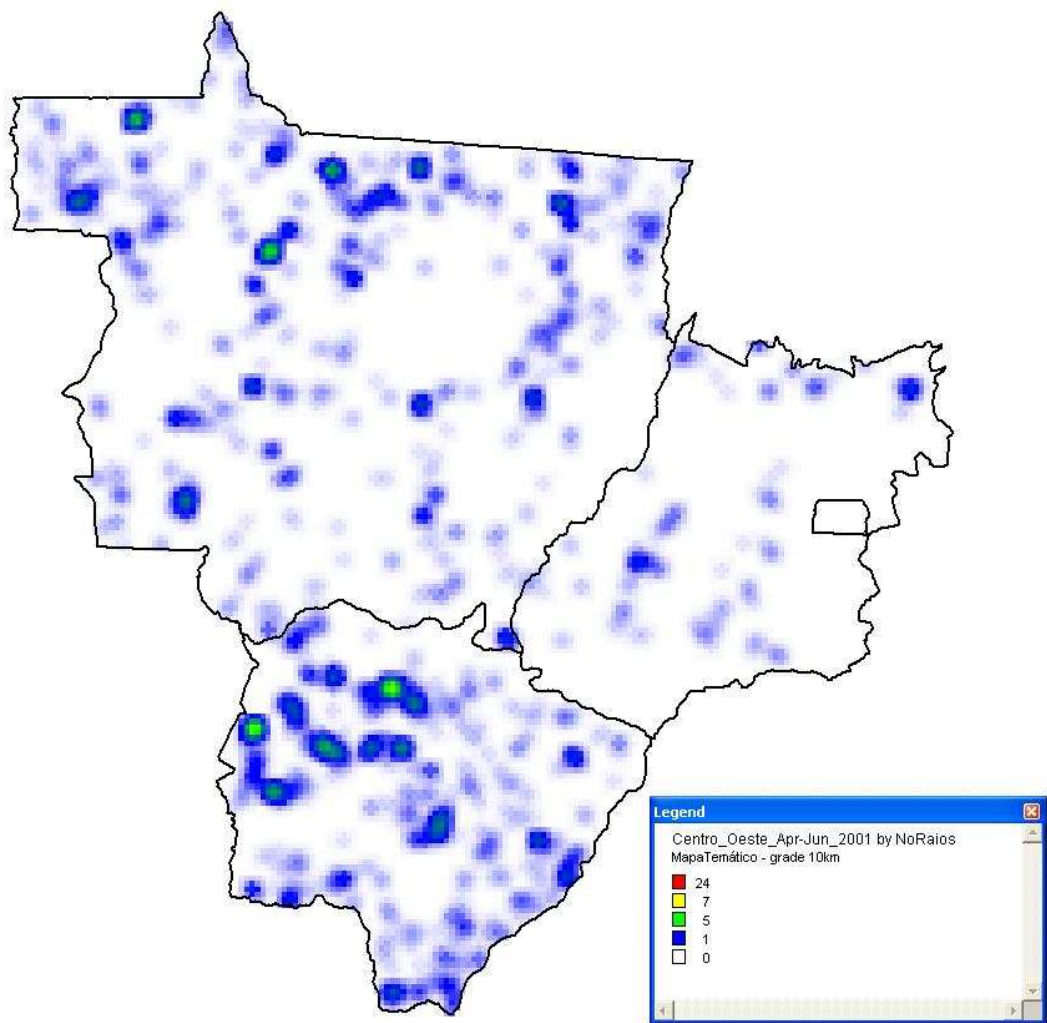 Legend
Centro_Oeste_Apr-Jun_2001 by NoRaios
MapaTemático - grade 10km
24
7
5
1
0